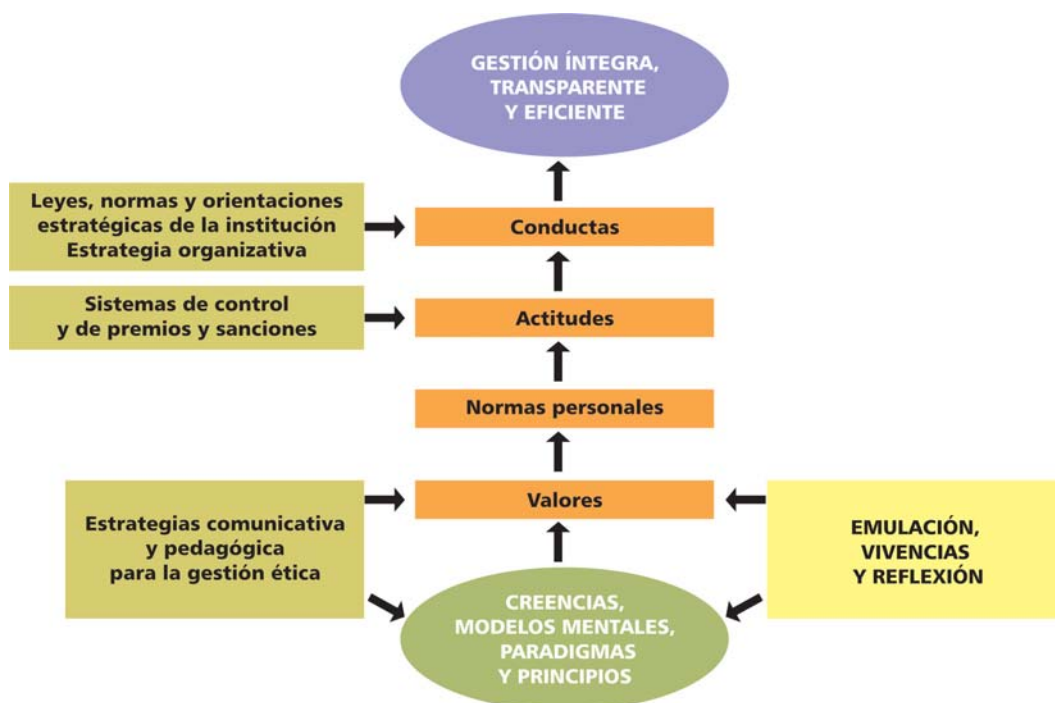 GESTIÓN ÍNTEGRA,
TRANSPARENTE
Y EFICIENTE
Leyes, normas y orientaciones
estratégicas de la institución
Estrategia organizativa
Conductas
Sistemas de control
y de premios y sanciones
Actitudes
Normas personales
Estrategias comunicativa
y pedagógica
para la gestión ética
Valores
EMULACIÓN,
VIVENCIAS
Y REFLEXIÓN
CREENCIAS,
MODELOS MENTALES,
PARADIGMAS
Y PRINCIPIOS